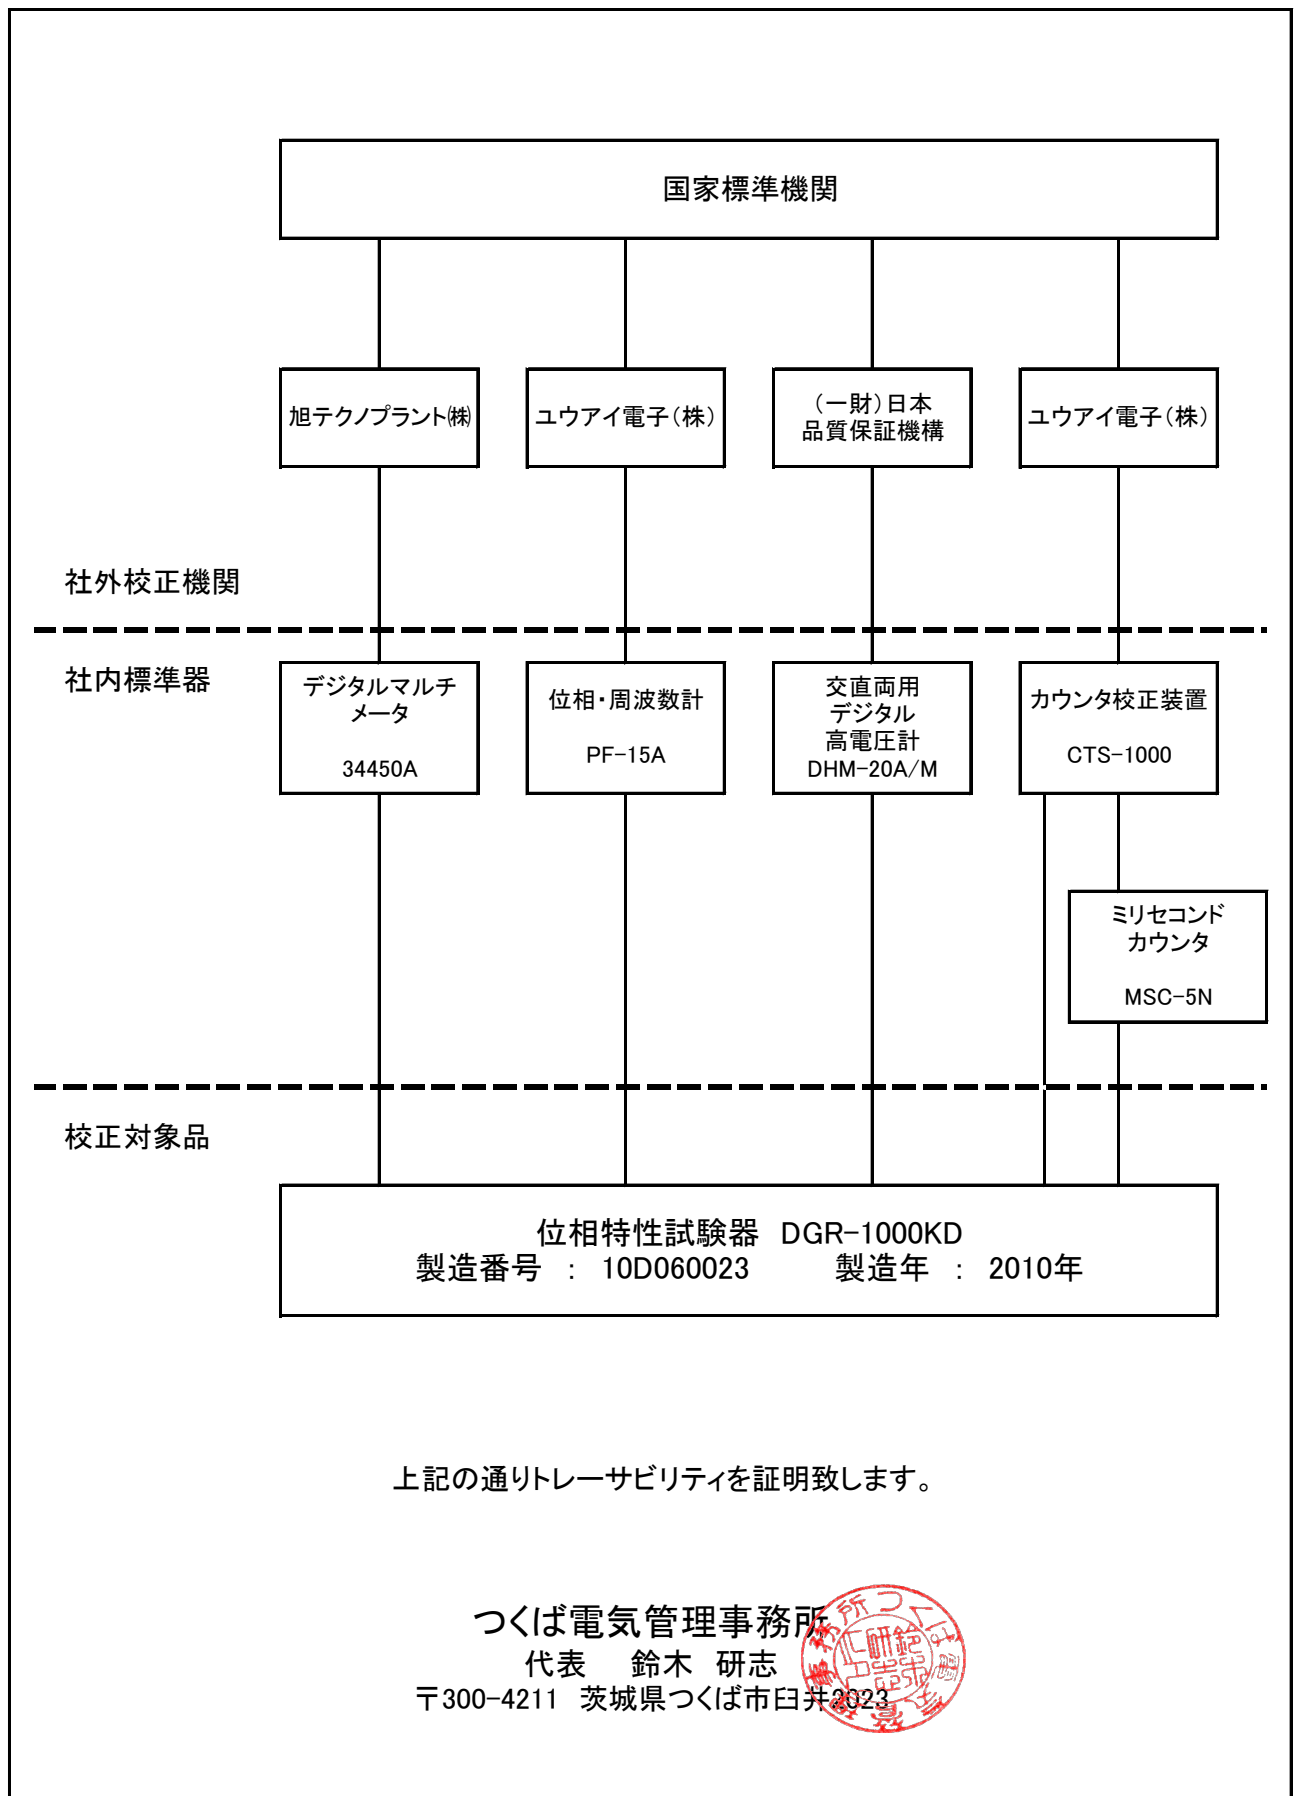 国家標準機関
旭テクノプラント㈱
ユウアイ電子（株）
（一財）日本
品質保証機構
ユウアイ電子（株）
社外校正機関
社内標準器
デジタルマルチ
メータ
34450A
位相・周波数計
PF-15A
交直両用
デジタル
高電圧計
DHM-20A/M
カウンタ校正装置
CTS-1000
ミリセコンド
カウンタ
MSC-5N
校正対象品
位相特性試験器　DGR-1000KD
製造番号　：　10D060023　　製造年　：　2010年
上記の通りトレーサビリティを証明致します。
つくば電気管理事務所
代表　鈴木　研志
〒300-4211　茨城県つくば市臼井2023